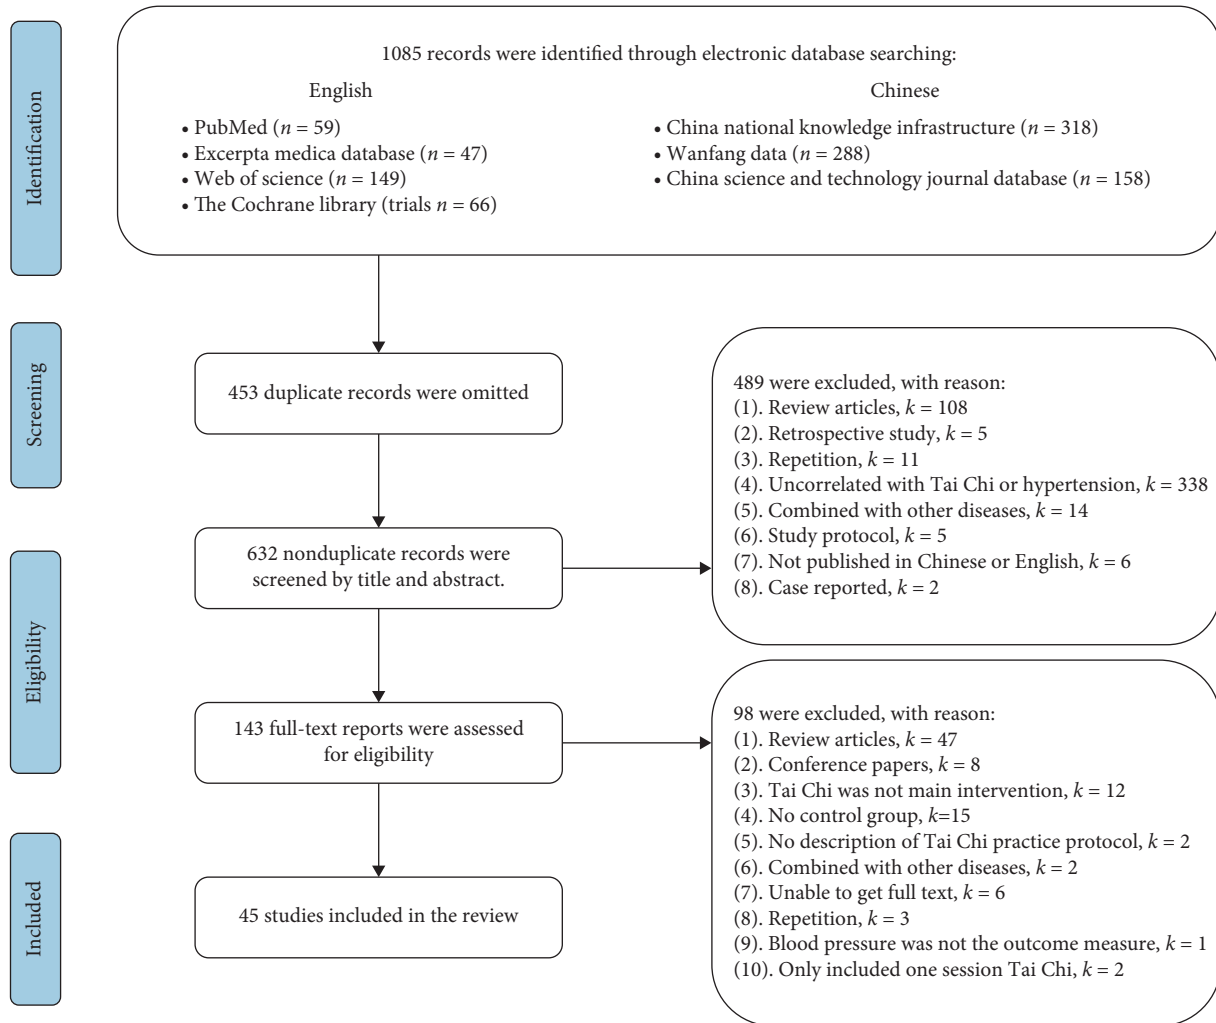 Identification
1085 records were identified through electronic database searching:
English
• PubMed (n = 59)
• Excerpta medica database (n = 47)
• Web of science (n = 149)
• The Cochrane library (trials n = 66)
Chinese
• China national knowledge infrastructure (n = 318)
• Wanfang data (n = 288)
• China science and technology journal database (n = 158)
Screening
453 duplicate records were omitted
489 were excluded, with reason:
(1). Review articles, k = 108
(2). Retrospective study, k = 5
(3). Repetition, k = 11
(4). Uncorrelated with Tai Chi or hypertension, k = 338
(5). Combined with other diseases, k = 14
(6). Study protocol, k = 5
(7). Not published in Chinese or English, k = 6
(8). Case reported, k = 2
Eligibility
632 nonduplicate records were
screened by title and abstract.
143 full-text reports were assessed
for eligibility
98 were excluded, with reason:
(1). Review articles, k = 47
(2). Conference papers, k = 8
(3). Tai Chi was not main intervention, k = 12
(4). No control group, k=15
(5). No description of Tai Chi practice protocol, k = 2
(6). Combined with other diseases, k = 2
(7). Unable to get full text, k = 6
(8). Repetition, k = 3
(9). Blood pressure was not the outcome measure, k = 1
(10). Only included one session Tai Chi, k = 2
Included
45 studies included in the review